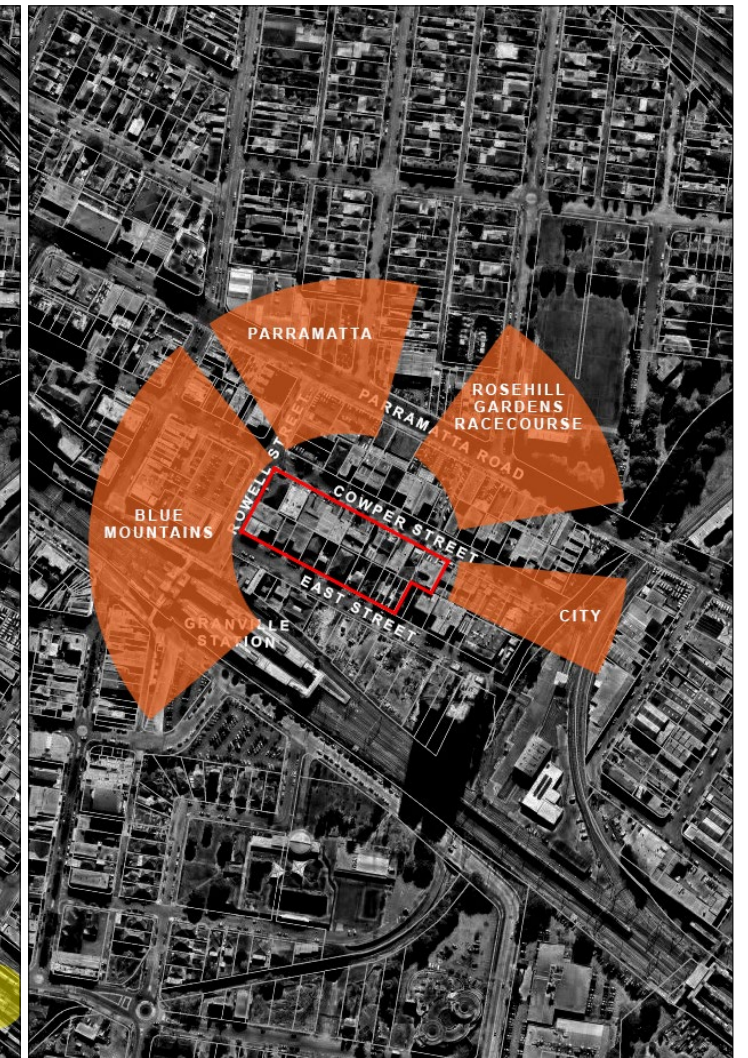 PARRAMATTA
ROSEHILL
GARDENS
RACECOURSE
PARRAMATTA ROAD
ROWELL STREET
COWPER STREET
BLUE
MOUNTAINS
EAST STREET
CITY
GRANVILLE
STATION